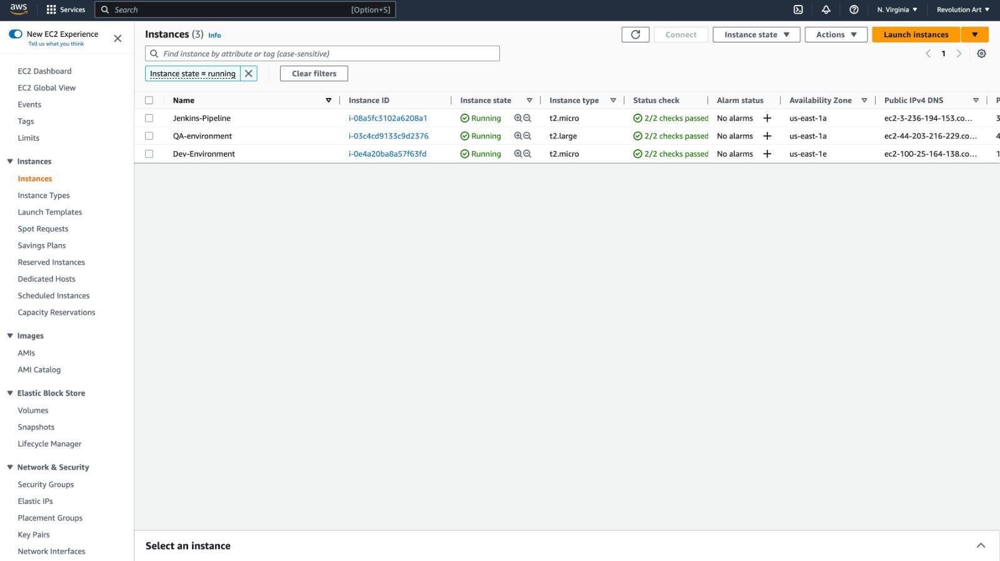 aws Services Search [Option+S] N. Virginia Revolution Art
New EC2 Experience
Tell us what you think
EC2 Dashboard
EC2 Global View
Events
Tags
Limits
Instances
Instances
Instance Types
Launch Templates
Spot Requests
Savings Plans
Reserved Instances
Dedicated Hosts
Scheduled Instances
Capacity Reservations
Images
AMIs
AMI Catalog
Elastic Block Store
Volumes
Snapshots
Lifecycle Manager
Network & Security
Security Groups
Elastic IPs
Placement Groups
Key Pairs
Network Interfaces
Instances (3) Info Connect Instance state Actions Launch instances
Find instance by attribute or tag (case-sensitive) 1
Instance state = running Clear filters
Name Instance ID Instance state Instance type Status check Alarm status Availability Zone Public IPv4 DNS P
Jenkins-Pipeline i-08a5fc3102a6208a1 Running t2.micro 2/2 checks passed No alarms us-east-1a ec2-3-236-194-153.co... 3
QA-environment i-03c4cd9133c9d2376 Running t2.large 2/2 checks passed No alarms us-east-1a ec2-44-203-216-229.co... 4
Dev-Environment i-0e4a20ba8a57f63fd Running t2.micro 2/2 checks passed No alarms us-east-1e ec2-100-25-164-138.co... 1
Select an instance